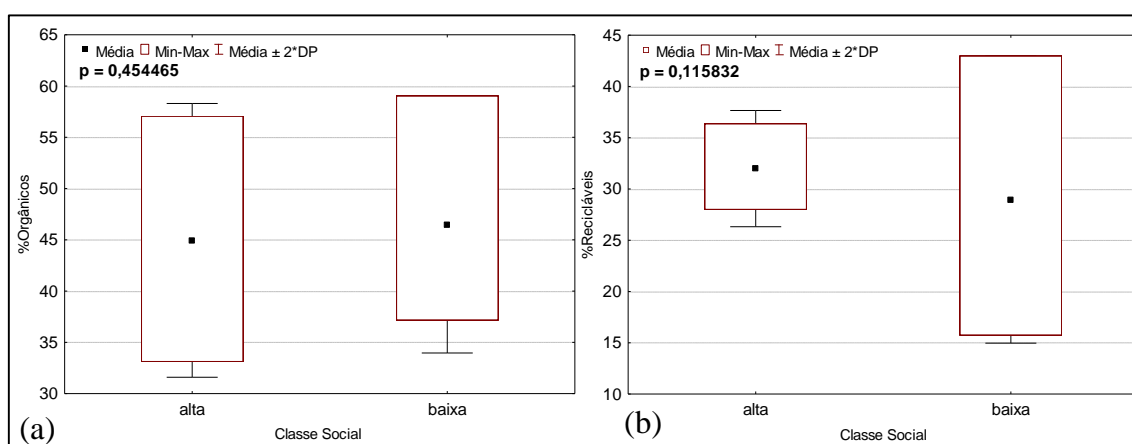 65
60
55
50
45
40
35
30
%Orgânicos
Média Min-Max Média ± 2*DP
p = 0,454465
alta baixa
Classe Social
(a)
45
40
35
30
25
20
15
10
%Recicláveis
Média Min-Max Média ± 2*DP
p = 0,115832
alta baixa
Classe Social
(b)